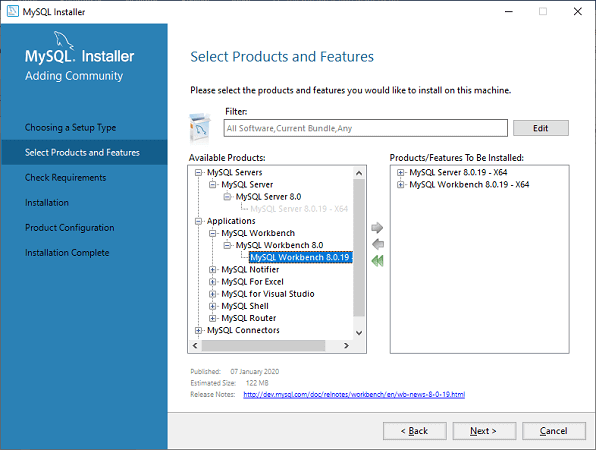 MySQL Installer
MySQL. Installer
Adding Community
Choosing a Setup Type
Select Products and Features
Check Requirements
Installation
Product Configuration
Installation Complete
Select Products and Features
Please select the products and features you would like to install on this machine.
Filter:
All Software,Current Bundle,Any
Edit
Available Products:
MySQL Servers
MySQL Server
MySQL Server 8.0
MySQL Server 8.0.19 - X64
Applications
MySQL Workbench
MySQL Workbench 8.0
MySQL Workbench 8.0.19 -
MySQL Notifier
MySQL For Excel
MySQL for Visual Studio
MySQL Shell
MySQL Router
MySQL Connectors
Products/Features To Be Installed:
MySQL Server 8.0.19 - X64
MySQL Workbench 8.0.19 - X64
Published: 07 January 2020
Estimated Size: 122 MB
Release Notes: http://dev.mysql.com/doc/relnotes/workbench/en/wb-news-8-0-19.html
< Back
Next >
Cancel